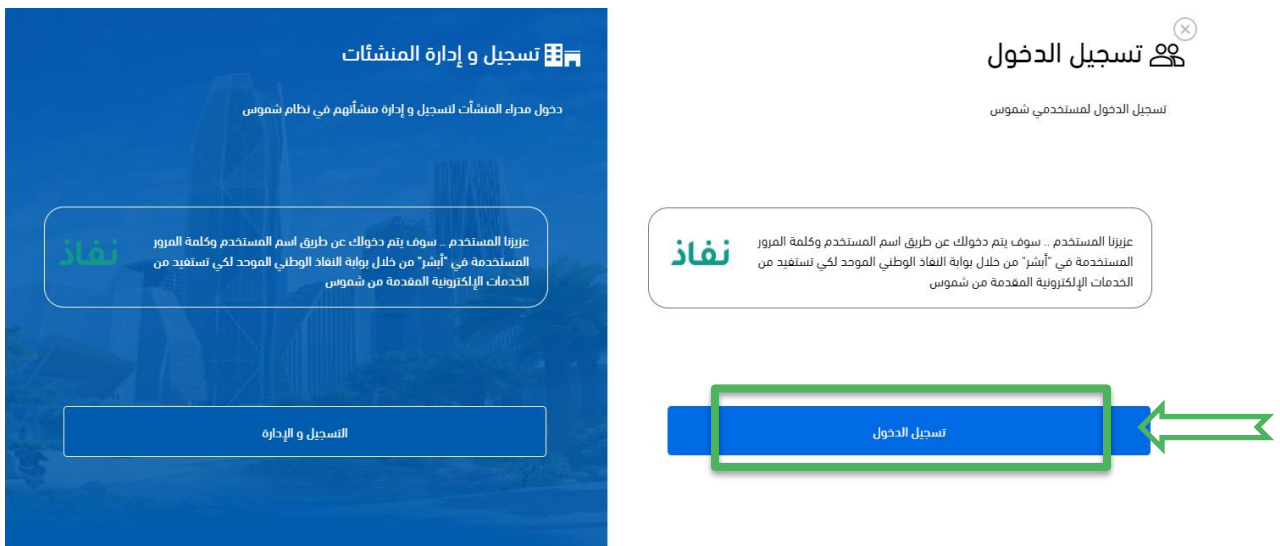 تسجيل الدخول
تسجيل الدخول لمستخدمي شموس
عزيزنا المستخدم .. سوف يتم دخولك عن طريق اسم المستخدم وكلمة المرور
المستخدمة في "أبشر" من خلال بوابة النفاذ الوطني الموحد لكي تستفيد من
الخدمات الإلكترونية المقدمة من شموس
نفاذ
تسجيل الدخول
تسجيل و إدارة المنشئات
دخول مدراء المنشأت لتسجيل و إدارة منشأتهم في نظام شموس
عزيزنا المستخدم .. سوف يتم دخولك عن طريق اسم المستخدم وكلمة المرور
المستخدمة في "أبشر" من خلال بوابة النفاذ الوطني الموحد لكي تستفيد من
الخدمات الإلكترونية المقدمة من شموس
نفاذ
التسجيل و الإدارة